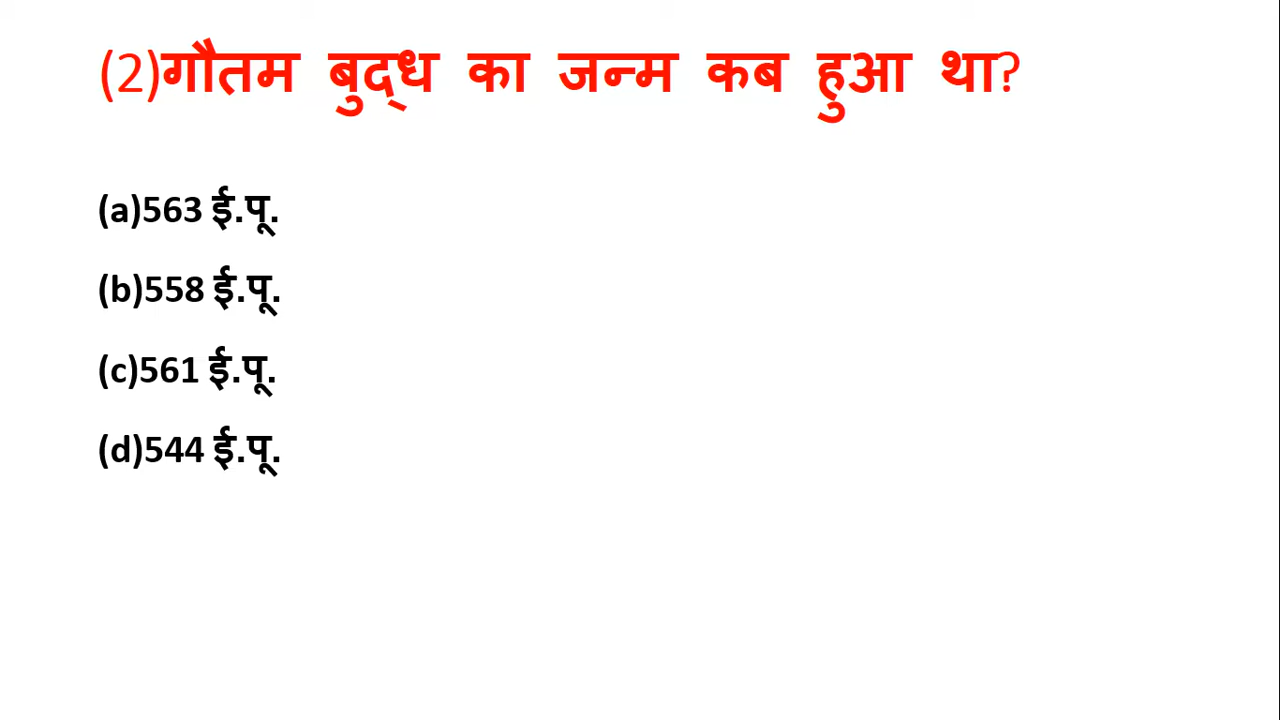 (2)गौतम बुद्ध का जन्म कब हुआ था?
(a)563 ई.पू.
(b)558 ई.पू.
(c)561 ई.पू.
(d)544 ई.पू.